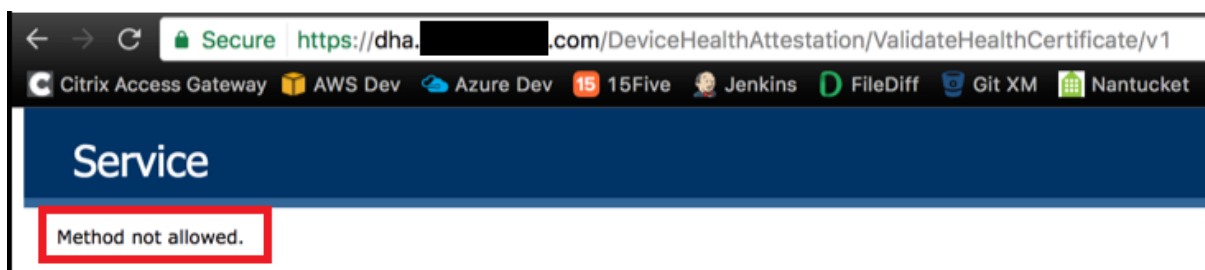 Secure https://dha. .com/DeviceHealthAttestation/ValidateHealthCertificate/v1
C Citrix Access Gateway AWS Dev Azure Dev 15 15Five Jenkins D FileDiff Git XM Nantucket
Service
Method not allowed.